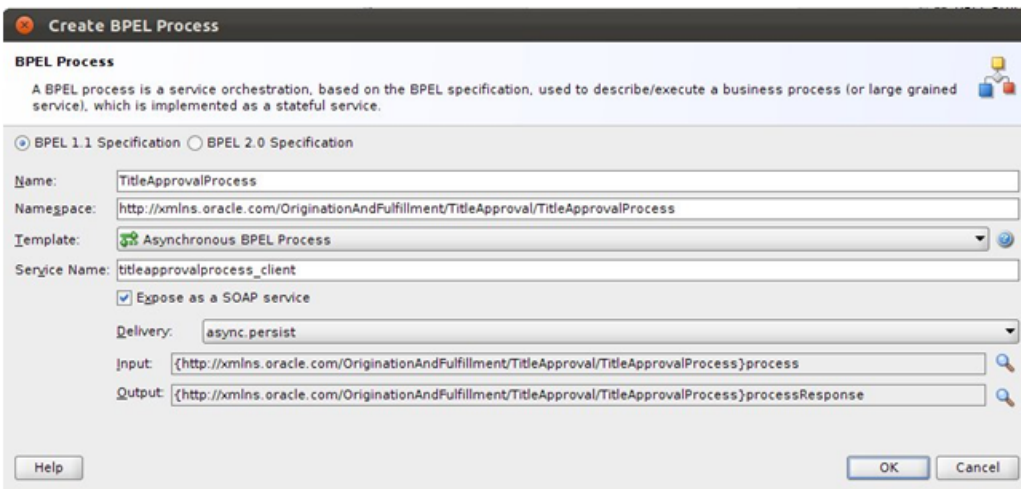 Create BPEL Process
BPEL Process
A BPEL process is a service orchestration, based on the BPEL specification, used to describe/execute a business process (or large grained
service), which is implemented as a stateful service.
BPEL 1.1 Specification BPEL 2.0 Specification
Name: TitleApprovalProcess
Namespace: http://xmlns.oracle.com/OriginationAndFulfillment/TitleApproval/TitleApprovalProcess
Template: Asynchronous BPEL Process
Service Name: titleapprovalprocess_client
Expose as a SOAP service
Delivery: async.persist
Input: {http://xmlns.oracle.com/OriginationAndFulfillment/TitleApproval/TitleApprovalProcess}process
Output: {http://xmlns.oracle.com/OriginationAndFulfillment/TitleApproval/TitleApprovalProcess}processResponse
Help OK Cancel